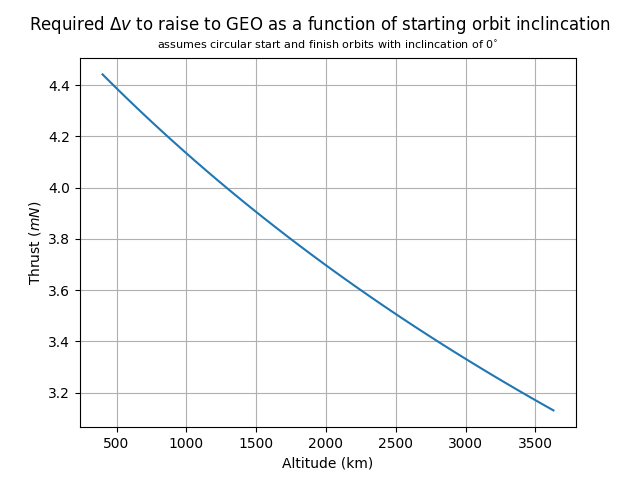 Required Δv to raise to GEO as a function of starting orbit inclincation
assumes circular start and finish orbits with inclincation of 0°
4.4
4.2
4.0
3.8
3.6
3.4
3.2
Thrust (mN)
500 1000 1500 2000 2500 3000 3500
Altitude (km)